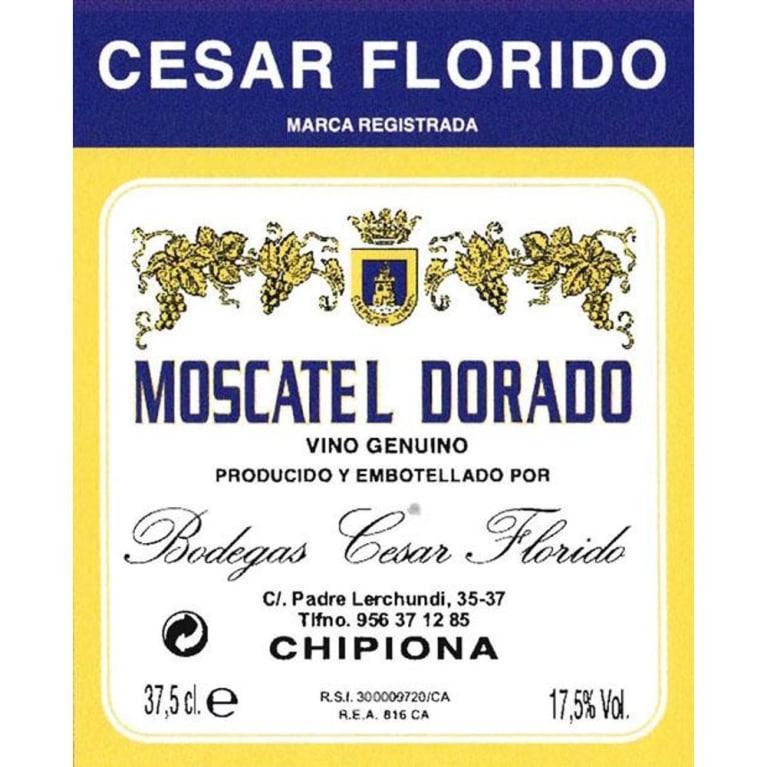 CESAR FLORIDO
MARCA REGISTRADA
MOSCATEL DORADO
VINO GENUINO
PRODUCIDO Y EMBOTELLADO POR
Bodegas Cesar Florido
C/. Padre Lerchundi, 35-37
Tlfno. 956 37 12 85
CHIPIONA
37,5 cl. e
R.S.I. 300009720/CA
R.E.A. 816 CA
17,5% Vol.